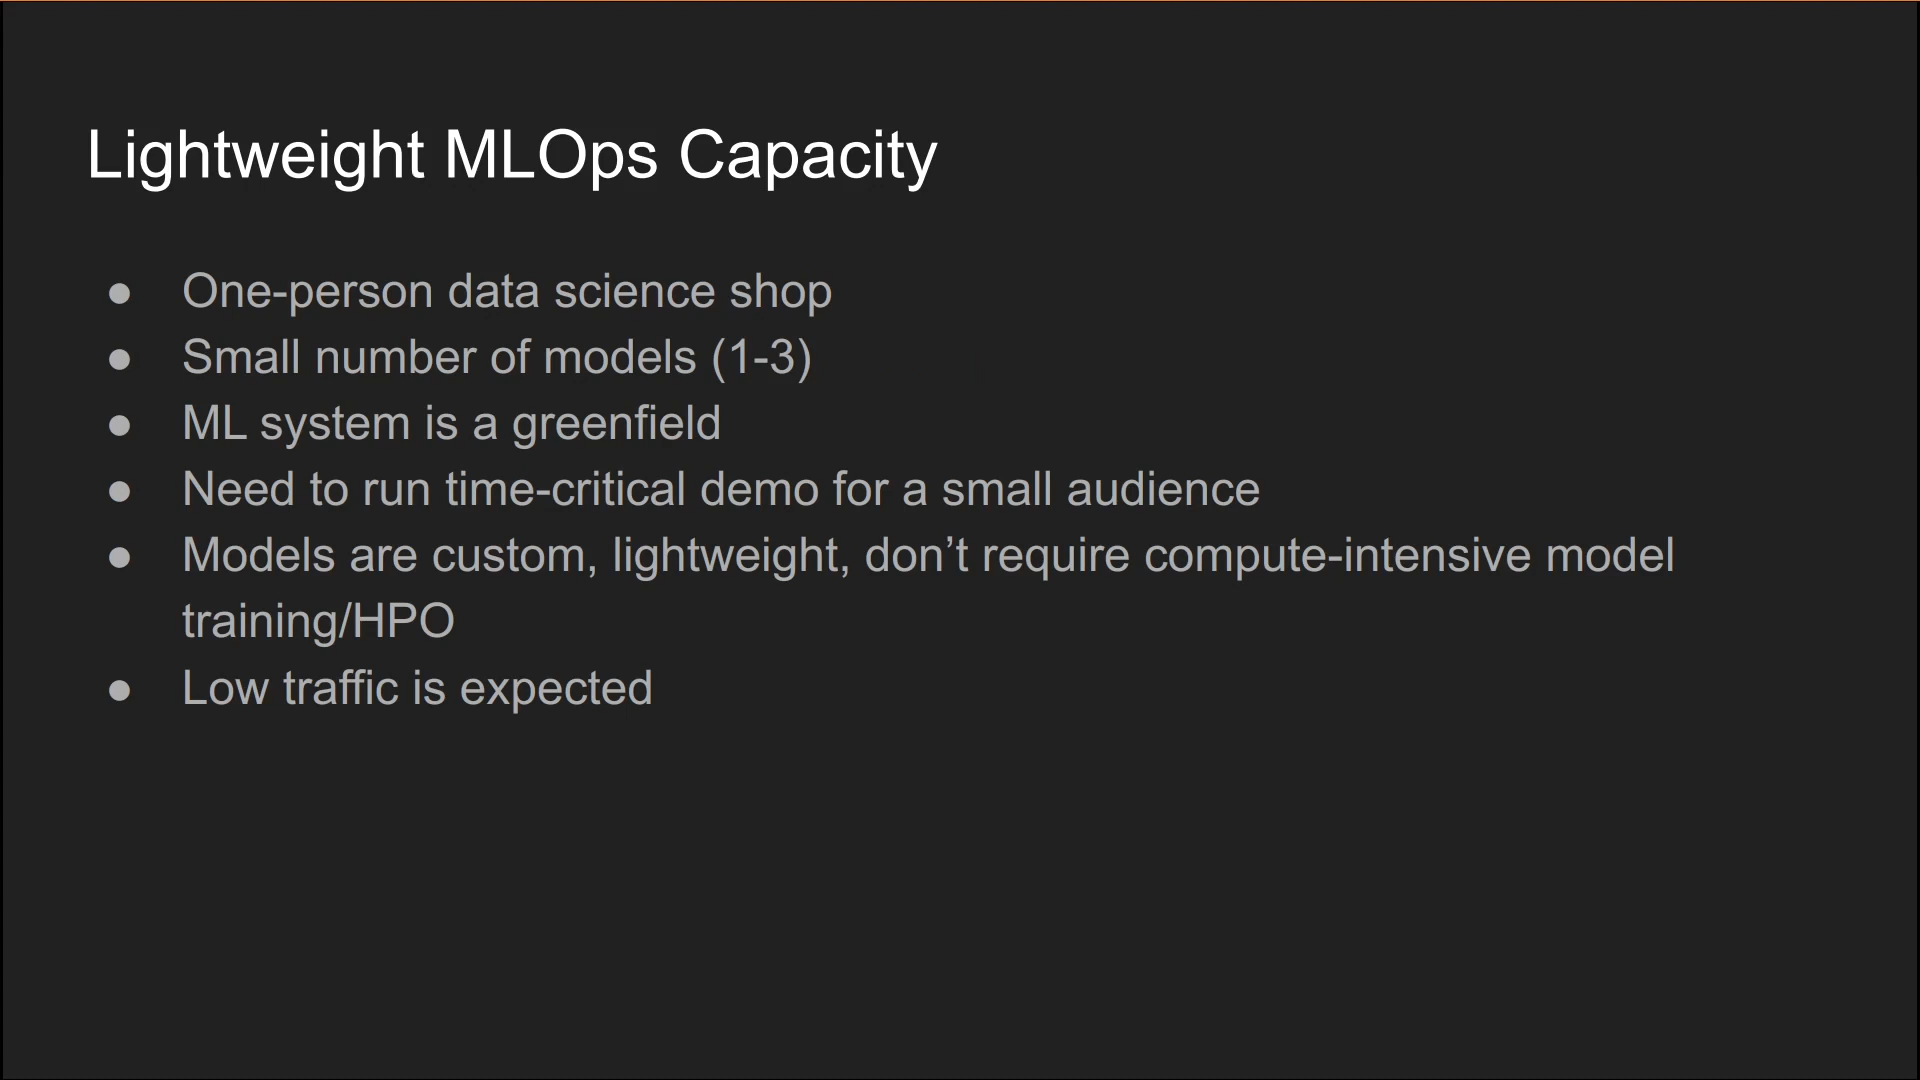 Lightweight MLOps Capacity
● One-person data science shop
● Small number of models (1-3)
● ML system is a greenfield
● Need to run time-critical demo for a small audience
● Models are custom, lightweight, don’t require compute-intensive model
training/HPO
● Low traffic is expected